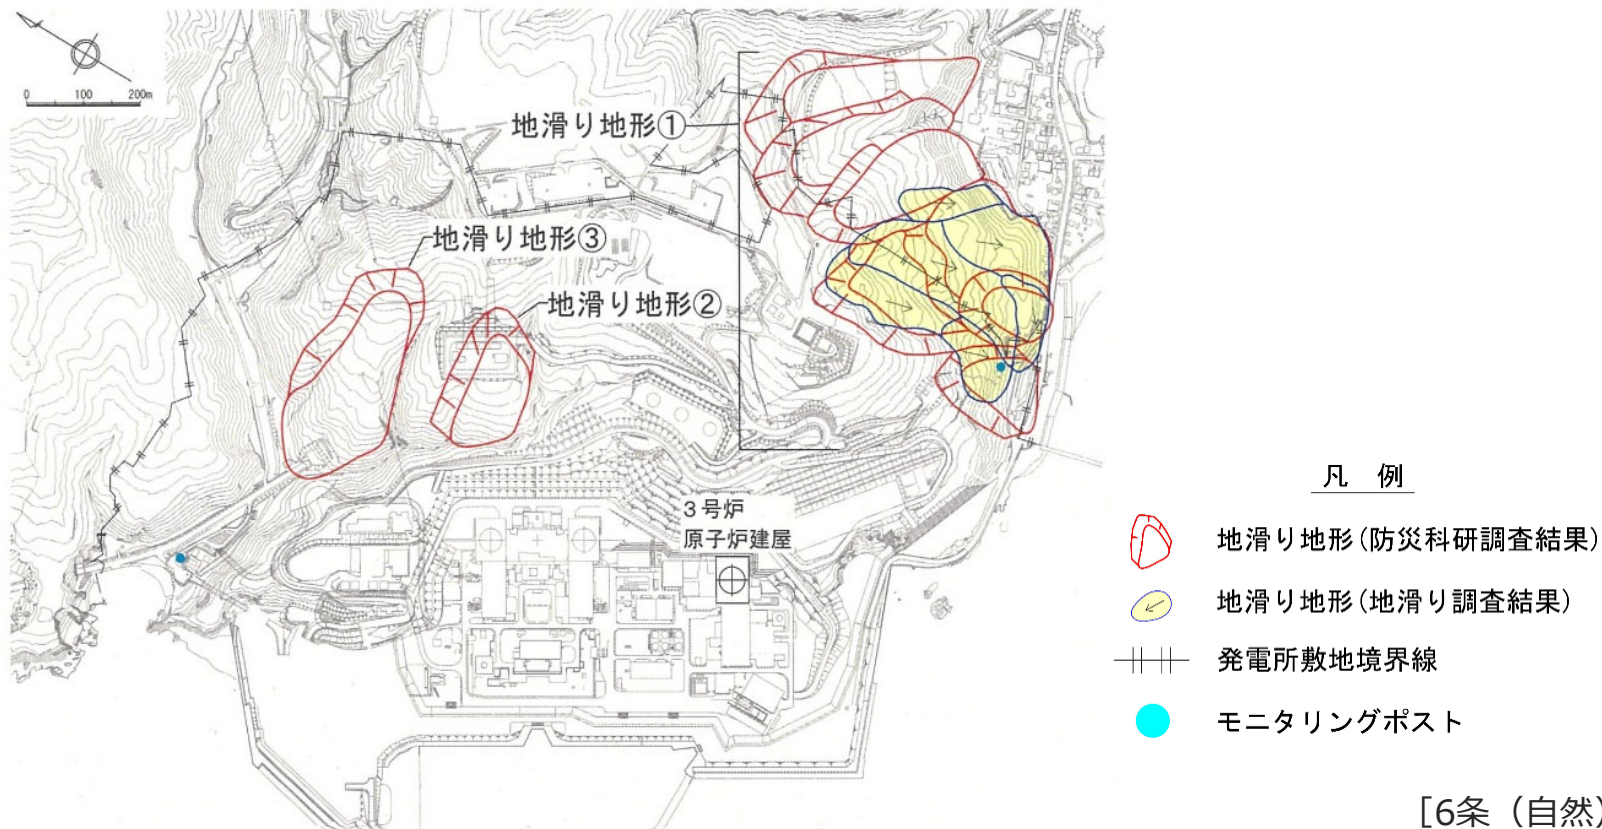 0 100 200m
地滑り地形①
地滑り地形③
地滑り地形②
3号炉
原子炉建屋
凡 例
地滑り地形(防災科研調査結果)
地滑り地形(地滑り調査結果)
発電所敷地境界線
モニタリングポスト
[6条（自然）